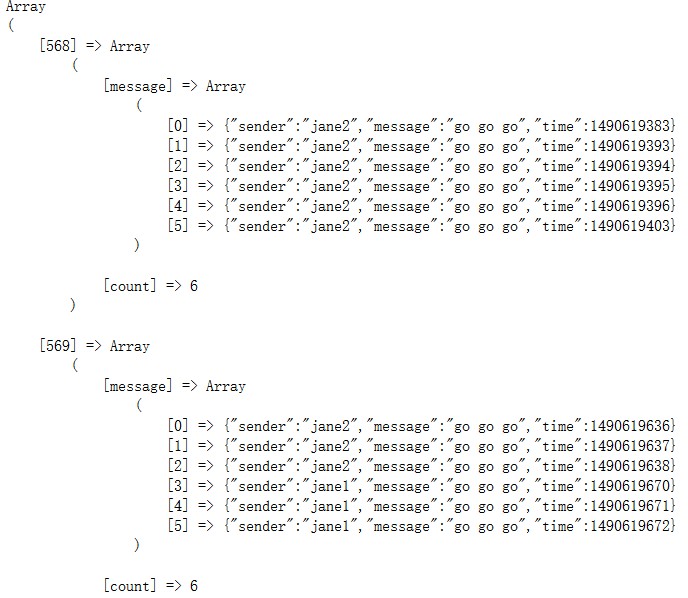 Array
(
    [568] => Array
        (
            [message] => Array
                (
                    [0] => {"sender":"jane2","message":"go go go","time":1490619383}
                    [1] => {"sender":"jane2","message":"go go go","time":1490619393}
                    [2] => {"sender":"jane2","message":"go go go","time":1490619394}
                    [3] => {"sender":"jane2","message":"go go go","time":1490619395}
                    [4] => {"sender":"jane2","message":"go go go","time":1490619396}
                    [5] => {"sender":"jane2","message":"go go go","time":1490619403}
                )
            [count] => 6
        )
    [569] => Array
        (
            [message] => Array
                (
                    [0] => {"sender":"jane2","message":"go go go","time":1490619636}
                    [1] => {"sender":"jane2","message":"go go go","time":1490619637}
                    [2] => {"sender":"jane2","message":"go go go","time":1490619638}
                    [3] => {"sender":"jane1","message":"go go go","time":1490619670}
                    [4] => {"sender":"jane1","message":"go go go","time":1490619671}
                    [5] => {"sender":"jane1","message":"go go go","time":1490619672}
                )
            [count] => 6